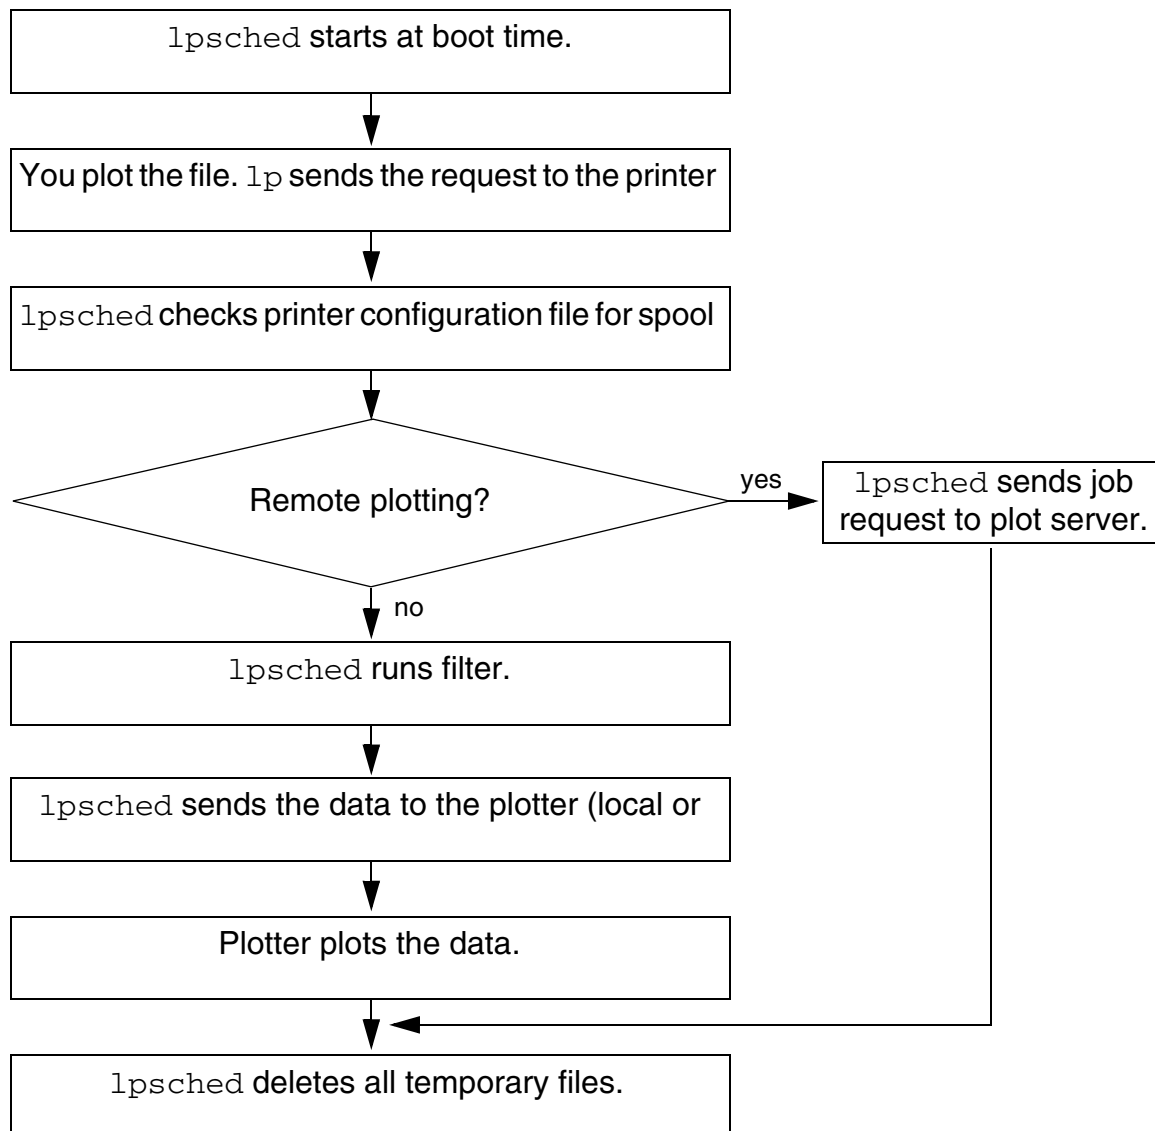 lpsched starts at boot time.
You plot the file. lp sends the request to the printer
lpsched checks printer configuration file for spool
Remote plotting?
yes
lpsched sends job
request to plot server.
no
lpsched runs filter.
lpsched sends the data to the plotter (local or
Plotter plots the data.
lpsched deletes all temporary files.